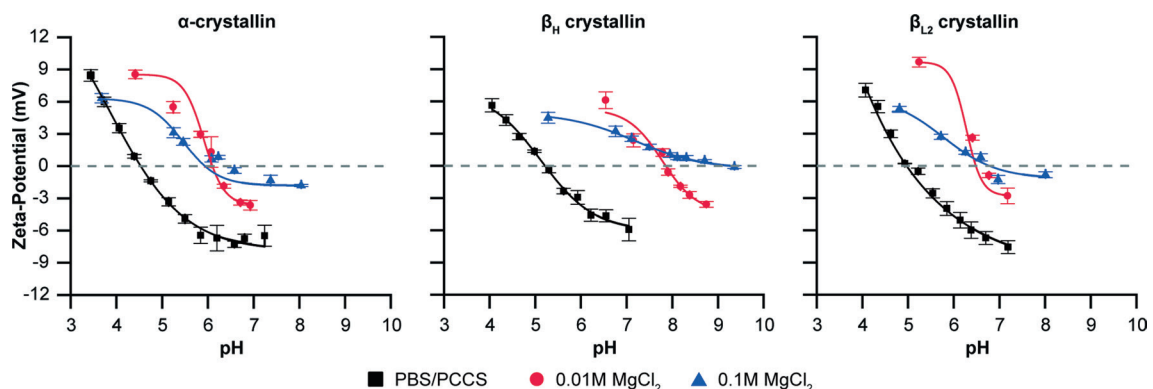 α-crystallin
β_H crystallin
β_L2 crystallin
Zeta-Potential (mV)
12
9
6
3
0
-3
-6
-9
-12
3 4 5 6 7 8 9 10
3 4 5 6 7 8 9 10
3 4 5 6 7 8 9 10
pH
pH
pH
PBS/PCCS 0.01M MgCl₂ 0.1M MgCl₂